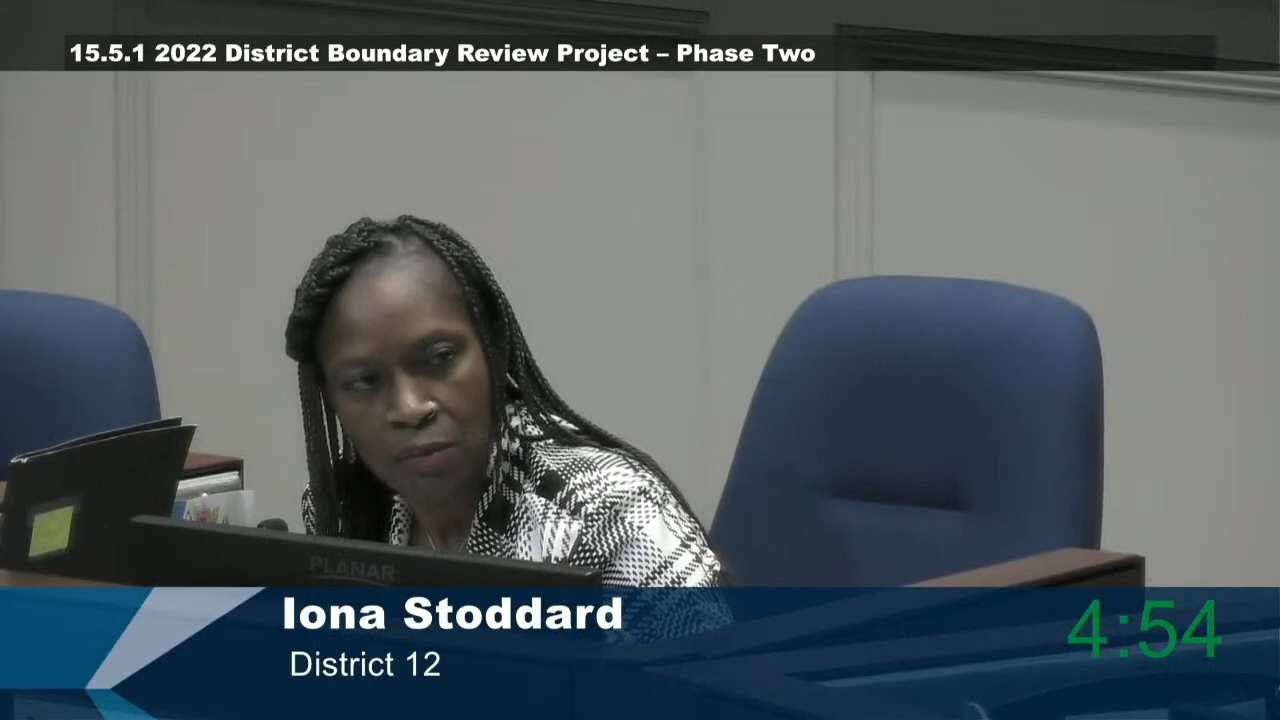 15.5.1 2022 District Boundary Review Project – Phase Two
PLANAR
Iona Stoddard
District 12
4:54